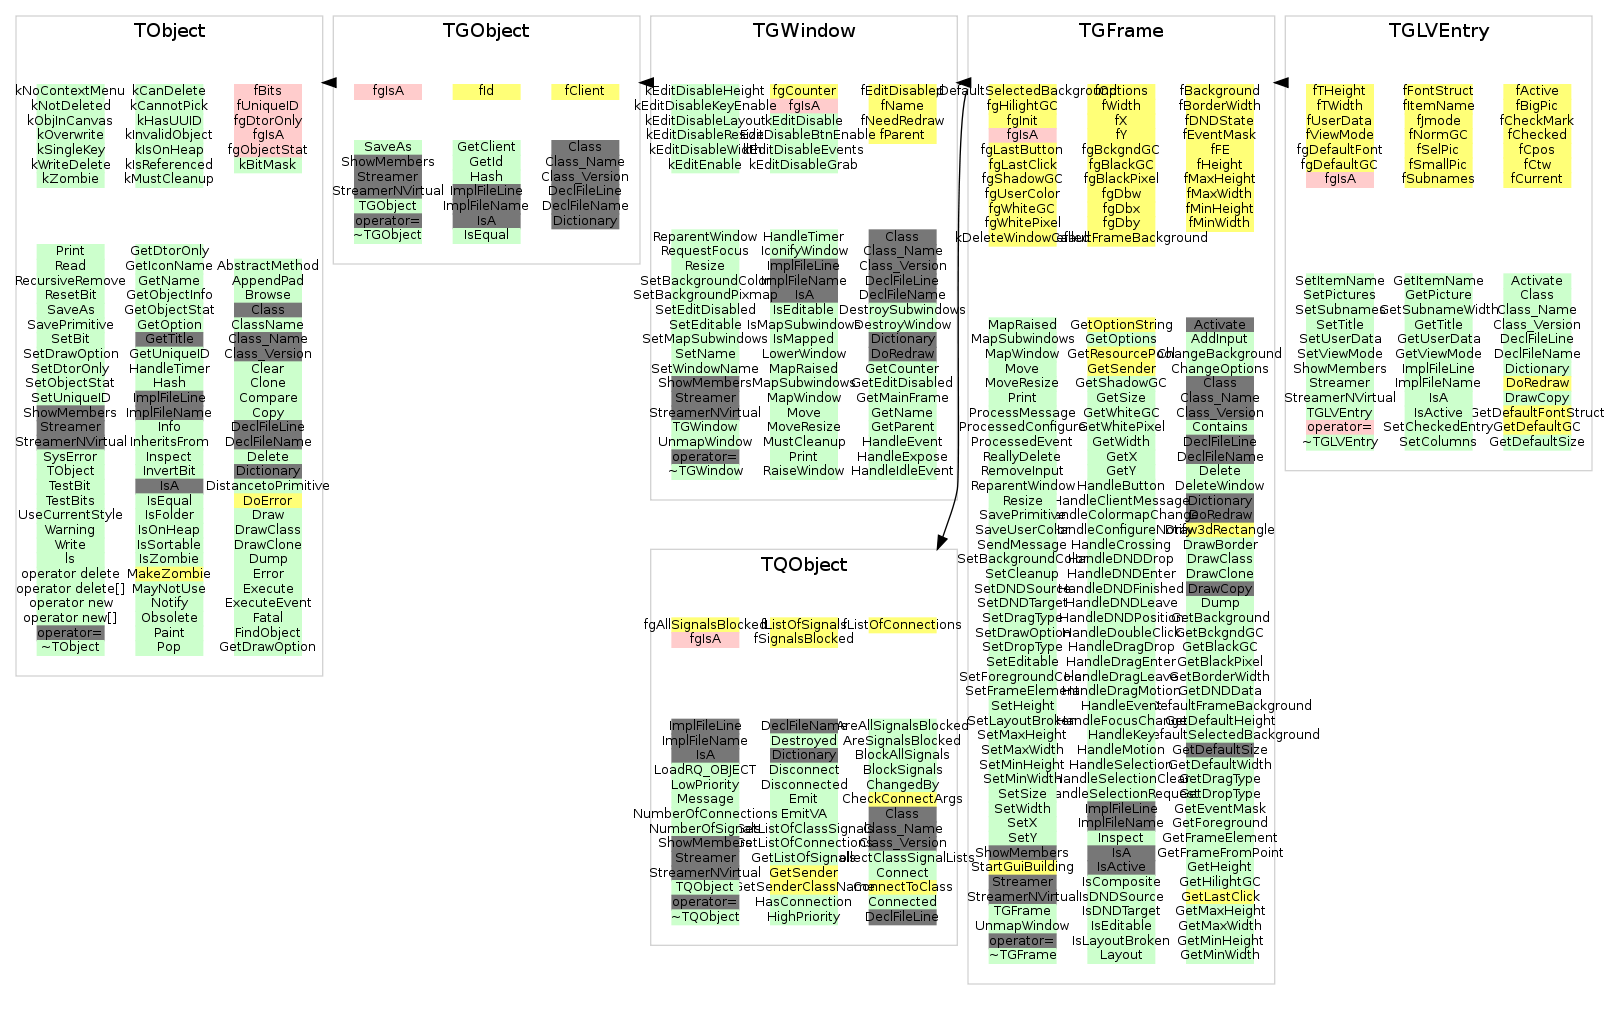 TObject
kNoContextMenu
kNotDeleted
kObjInCanvas
kOverwrite
kSingleKey
kWriteDelete
kZombie
kCanDelete
kCannotPick
kHasUUID
kInvalidObject
kIsOnHeap
kIsReferenced
kMustCleanup
fBits
fUniqueID
fgDtorOnly
fgIsA
fgObjectStat
kBitMask
Print
Read
RecursiveRemove
ResetBit
SaveAs
SavePrimitive
SetBit
SetDrawOption
SetDtorOnly
SetObjectStat
SetUniqueID
ShowMembers
Streamer
StreamerNVirtual
SysError
TObject
TestBit
TestBits
UseCurrentStyle
Warning
Write
ls
operator delete
operator delete[]
operator new
operator new[]
operator=
~TObject
GetDtorOnly
GetIconName
GetName
GetObjectInfo
GetObjectStat
GetOption
GetTitle
GetUniqueID
HandleTimer
Hash
ImplFileLine
ImplFileName
Info
InheritsFrom
Inspect
InvertBit
IsA
IsEqual
IsFolder
IsOnHeap
IsSortable
IsZombie
MakeZombie
MayNotUse
Notify
Obsolete
Paint
Pop
AbstractMethod
AppendPad
Browse
Class
ClassName
Class_Name
Class_Version
Clear
Clone
Compare
Copy
DeclFileLine
DeclFileName
Delete
Dictionary
DistancetoPrimitive
DoError
Draw
DrawClass
DrawClone
Dump
Error
Execute
ExecuteEvent
Fatal
FindObject
GetDrawOption
TGObject
fgIsA
fId
fClient
SaveAs
ShowMembers
Streamer
StreamerNVirtual
TGObject
operator=
~TGObject
GetClient
GetId
Hash
ImplFileLine
ImplFileName
IsA
IsEqual
Class
Class_Name
Class_Version
DeclFileLine
DeclFileName
Dictionary
TGWindow
kEditDisableHeight
kEditDisableKeyEnable
kEditDisableLayout
kEditDisableResize
kEditDisableWidth
kEditEnable
fgCounter
fgIsA
kEditDisable
kEditDisableBtnEnable
kEditDisableEvents
kEditDisableGrab
fEditDisabled
fName
fNeedRedraw
fParent
ReparentWindow
RequestFocus
Resize
SetBackgroundColor
SetBackgroundPixmap
SetEditDisabled
SetEditable
SetMapSubwindows
SetName
SetWindowName
ShowMembers
Streamer
StreamerNVirtual
TGWindow
UnmapWindow
operator=
~TGWindow
HandleTimer
IconifyWindow
ImplFileLine
ImplFileName
IsA
IsEditable
IsMapSubwindows
IsMapped
LowerWindow
MapRaised
MapSubwindows
MapWindow
Move
MoveResize
MustCleanup
Print
RaiseWindow
Class
Class_Name
Class_Version
DeclFileLine
DeclFileName
DestroySubwindows
DestroyWindow
Dictionary
DoRedraw
GetCounter
GetEditDisabled
GetMainFrame
GetName
GetParent
HandleEvent
HandleExpose
HandleIdleEvent
TQObject
fgAllSignalsBlocked
fgIsA
fListOfSignals
fSignalsBlocked
fListOfConnections
ImplFileLine
ImplFileName
IsA
LoadRQ_OBJECT
LowPriority
Message
NumberOfConnections
NumberOfSignals
ShowMembers
Streamer
StreamerNVirtual
TQObject
operator=
~TQObject
DeclFileName
Destroyed
Dictionary
Disconnect
Disconnected
Emit
EmitVA
GetListOfClassSignals
GetListOfConnections
GetListOfSignals
GetSender
GetSenderClassName
HasConnection
HighPriority
AreAllSignalsBlocked
AreSignalsBlocked
BlockAllSignals
BlockSignals
ChangedBy
CheckConnectArgs
Class
Class_Name
Class_Version
ollectClassSignalLists
Connect
ConnectToClass
Connected
DeclFileLine
TGFrame
fgHilightGC
fgInit
fgIsA
fgLastButton
fgLastClick
fgShadowGC
fgUserColor
fgWhiteGC
fgWhitePixel
fOptions
fWidth
fX
fY
fgBckgndGC
fgBlackGC
fgBlackPixel
fgDbw
fgDbx
fgDby
fBackground
fBorderWidth
fDNDState
fEventMask
fFE
fHeight
fMaxHeight
fMaxWidth
fMinHeight
fMinWidth
MapRaised
MapSubwindows
MapWindow
Move
MoveResize
Print
ProcessMessage
ProcessedConfigure
ProcessedEvent
ReallyDelete
RemoveInput
ReparentWindow
Resize
SavePrimitive
SaveUserColor
SendMessage
SetBackgroundColor
SetCleanup
SetDNDSource
SetDNDTarget
SetDragType
SetDrawOption
SetDropType
SetEditable
SetForegroundColor
SetFrameElement
SetHeight
SetLayoutBroken
SetMaxHeight
SetMaxWidth
SetMinHeight
SetMinWidth
SetSize
SetWidth
SetX
SetY
ShowMembers
StartGuiBuilding
Streamer
StreamerNVirtual
TGFrame
UnmapWindow
operator=
~TGFrame
GetOptionString
GetOptions
GetResourcePool
GetSender
GetShadowGC
GetSize
GetWhiteGC
GetWhitePixel
GetWidth
GetX
GetY
HandleButton
HandleClientMessage
HandleColormapChange
HandleConfigureNotify
HandleCrossing
HandleDNDDrop
HandleDNDEnter
HandleDNDFinished
HandleDNDLeave
HandleDNDPosition
HandleDoubleClick
HandleDragDrop
HandleDragEnter
HandleDragLeave
HandleDragMotion
HandleEvent
HandleFocusChange
HandleKey
HandleMotion
HandleSelection
HandleSelectionClear
HandleSelectionRequest
ImplFileLine
ImplFileName
Inspect
IsA
IsActive
IsComposite
IsDNDSource
IsDNDTarget
IsEditable
IsLayoutBroken
Layout
Activate
AddInput
ChangeBackground
ChangeOptions
Class
Class_Name
Class_Version
Contains
DeclFileLine
DeclFileName
Delete
DeleteWindow
Dictionary
DoRedraw
Draw3dRectangle
DrawBorder
DrawClass
DrawClone
DrawCopy
Dump
GetBackground
GetBckgndGC
GetBlackGC
GetBlackPixel
GetBorderWidth
GetDNDData
efaultFrameBackground
GetDefaultHeight
efaultSelectedBackground
GetDefaultSize
GetDefaultWidth
GetDragType
GetDropType
GetEventMask
GetForeground
GetFrameElement
GetFrameFromPoint
GetHeight
GetHilightGC
GetLastClick
GetMaxHeight
GetMaxWidth
GetMinHeight
GetMinWidth
TGLVEntry
fTHeight
fTWidth
fUserData
fViewMode
fgDefaultFont
fgDefaultGC
fgIsA
fFontStruct
fItemName
fJmode
fNormGC
fSelPic
fSmallPic
fSubnames
fActive
fBigPic
fCheckMark
fChecked
fCpos
fCtw
fCurrent
SetItemName
SetPictures
SetSubnames
SetTitle
SetUserData
SetViewMode
ShowMembers
Streamer
StreamerNVirtual
TGLVEntry
operator=
~TGLVEntry
GetItemName
GetPicture
GetSubnameWidth
GetTitle
GetUserData
GetViewMode
ImplFileLine
ImplFileName
IsA
IsActive
SetCheckedEntry
SetColumns
Activate
Class
Class_Name
Class_Version
DeclFileLine
DeclFileName
Dictionary
DoRedraw
DrawCopy
GetDefaultFontStruct
GetDefaultGC
GetDefaultSize